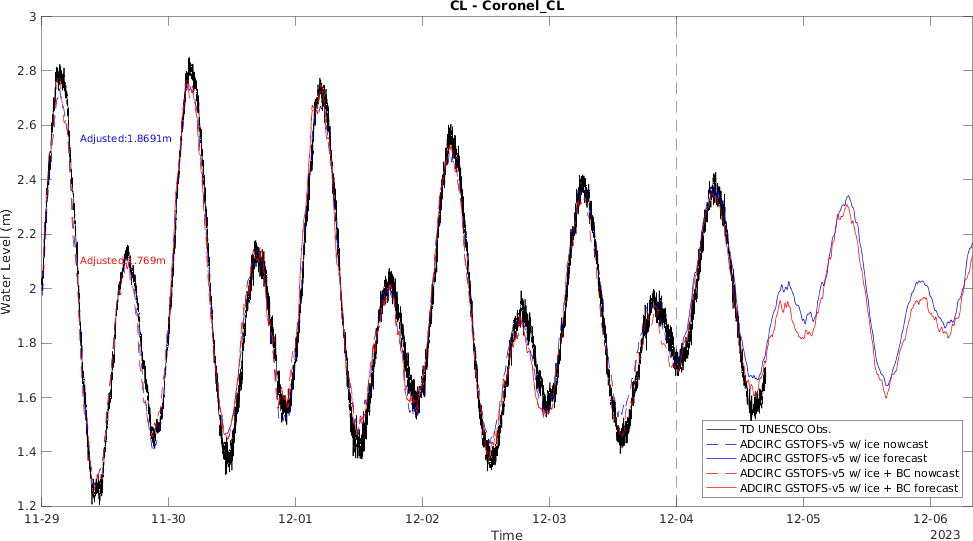 CL - Coronel_CL
3
2.8
2.6
2.4
2.2
2
1.8
1.6
1.4
1.2
Water Level (m)
Adjusted:1.8691m
Adjusted:1.769m
TD UNESCO Obs.
ADCIRC GSTOFS-v5 w/ ice nowcast
ADCIRC GSTOFS-v5 w/ ice forecast
ADCIRC GSTOFS-v5 w/ ice + BC nowcast
ADCIRC GSTOFS-v5 w/ ice + BC forecast
11-29 11-30 12-01 12-02 12-03 12-04 12-05 12-06
Time
2023